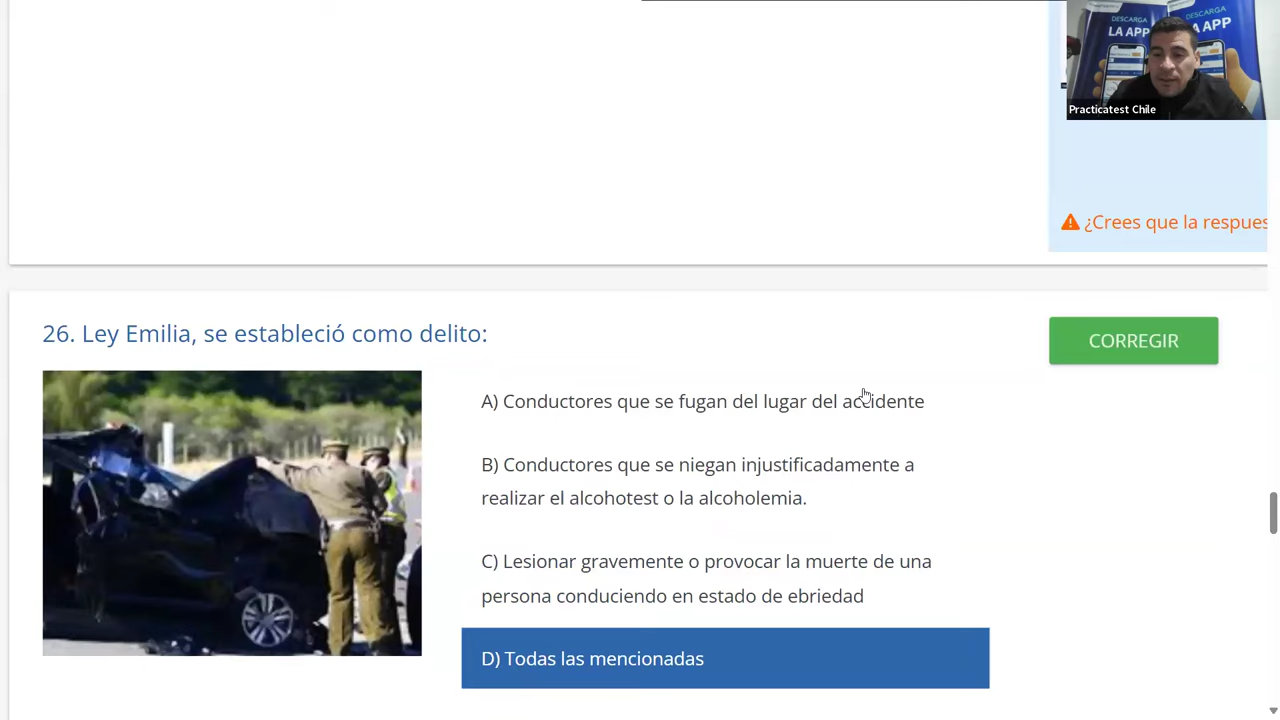 DESCARGA
LA APP
DESCARGA
LA APP
Practicatest Chile
¿Crees que la respues
26. Ley Emilia, se estableció como delito:
CORREGIR
A) Conductores que se fugan del lugar del accidente
B) Conductores que se niegan injustificadamente a
realizar el alcohotest o la alcoholemia.
C) Lesionar gravemente o provocar la muerte de una
persona conduciendo en estado de ebriedad
D) Todas las mencionadas